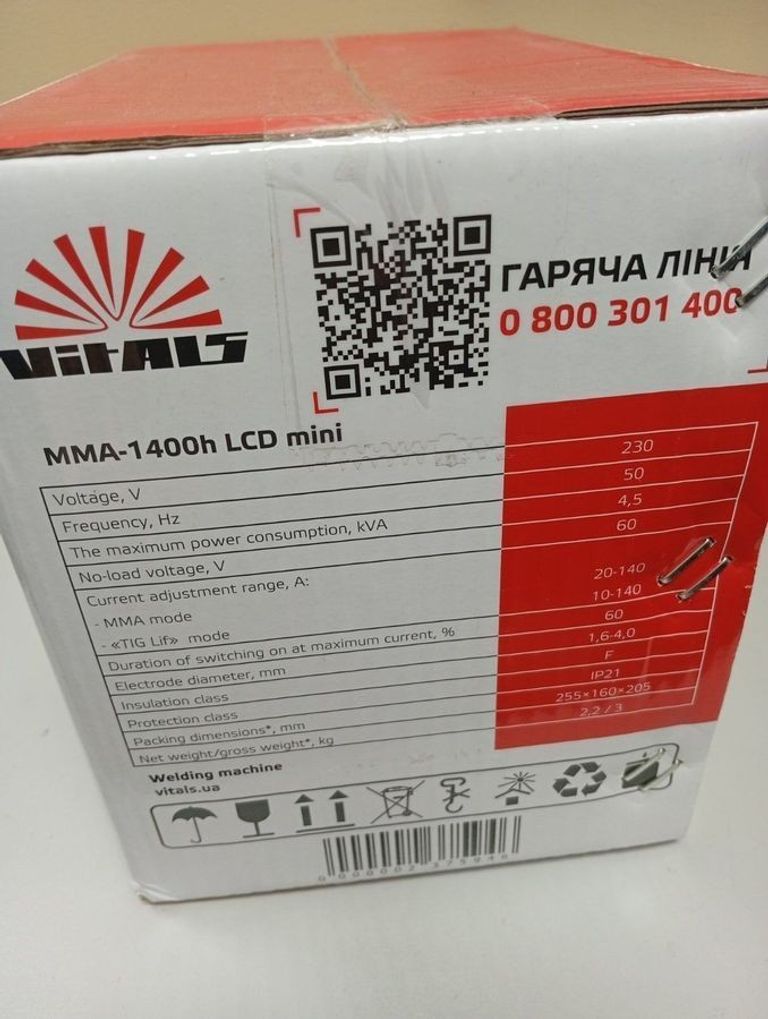 ViTALS
ГАРЯЧА ЛІНІЯ
0 800 301 400
MMA-1400h LCD mini
Voltage, V 230
Frequency, Hz 50
The maximum power consumption, kVA 4,5
No-load voltage, V 60
Current adjustment range, A:
- MMA mode 20-140
- «TIG Lif» mode 10-140
Duration of switching on at maximum current, % 60
Electrode diameter, mm 1,6-4,0
Insulation class F
Protection class IP21
Packing dimensions*, mm 255×160×205
Net weight/gross weight*, kg 2,2 / 3
Welding machine
vitals.ua